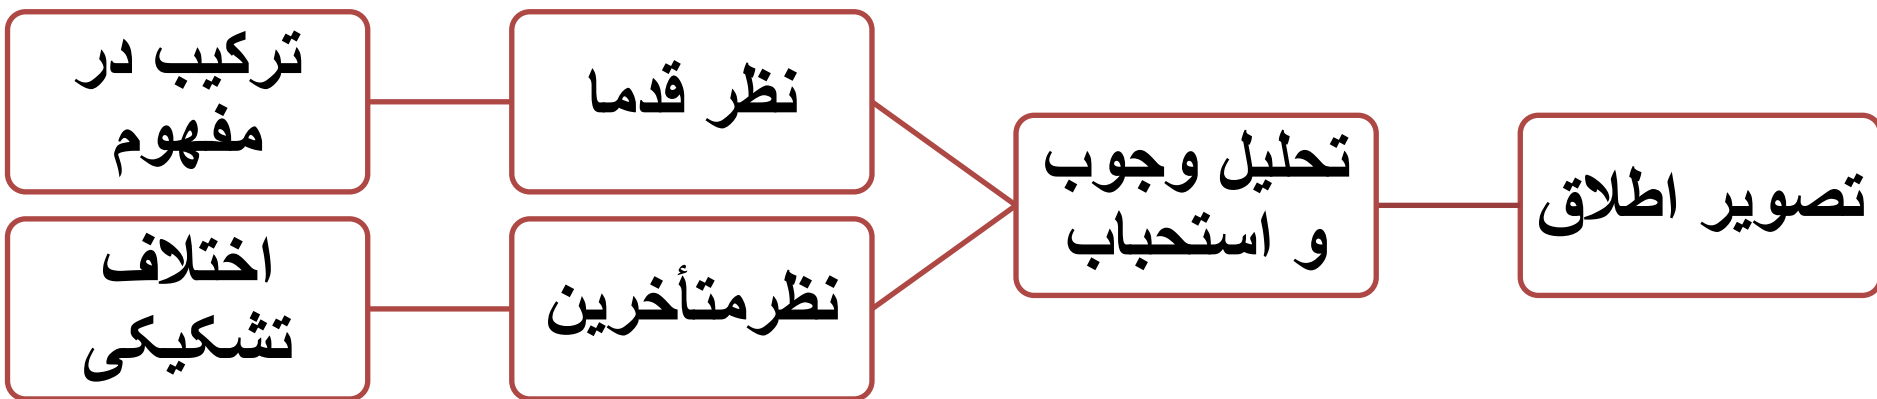 تصویر اطلاق
تحلیل وجوب
و استحباب
نظر قدما
ترکیب در
مفهوم
نظرمتأخرین
اختلاف
تشکیکی